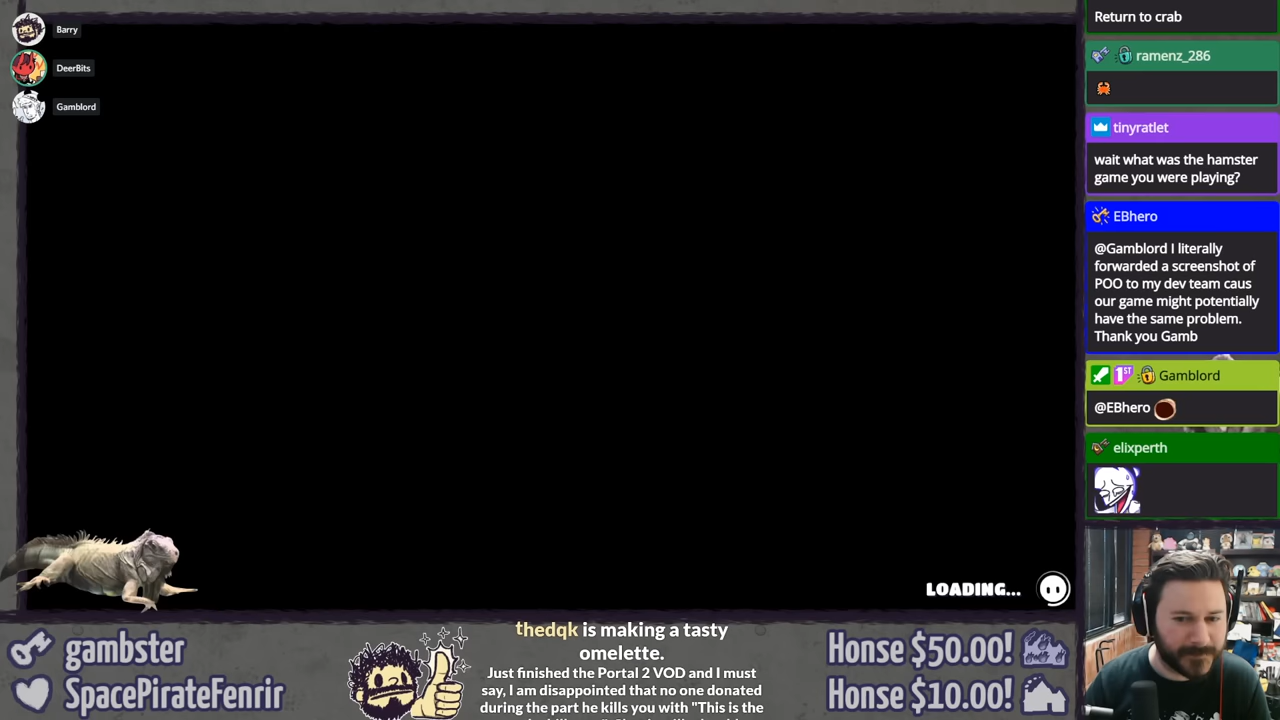 Barry
DeerBits
Gamblord
LOADING...
Return to crab
ramenz_286
tinyratlet
wait what was the hamster
game you were playing?
EBhero
@Gamblord I literally
forwarded a screenshot of
POO to my dev team caus
our game might potentially
have the same problem.
Thank you Gamb
1ST Gamblord
@EBhero
elixperth
gambster
SpacePirateFenrir
thedqk is making a tasty
omelette.
Just finished the Portal 2 VOD and I must
say, I am disappointed that no one donated
during the part he kills you with "This is the
Honse $50.00!
Honse $10.00!